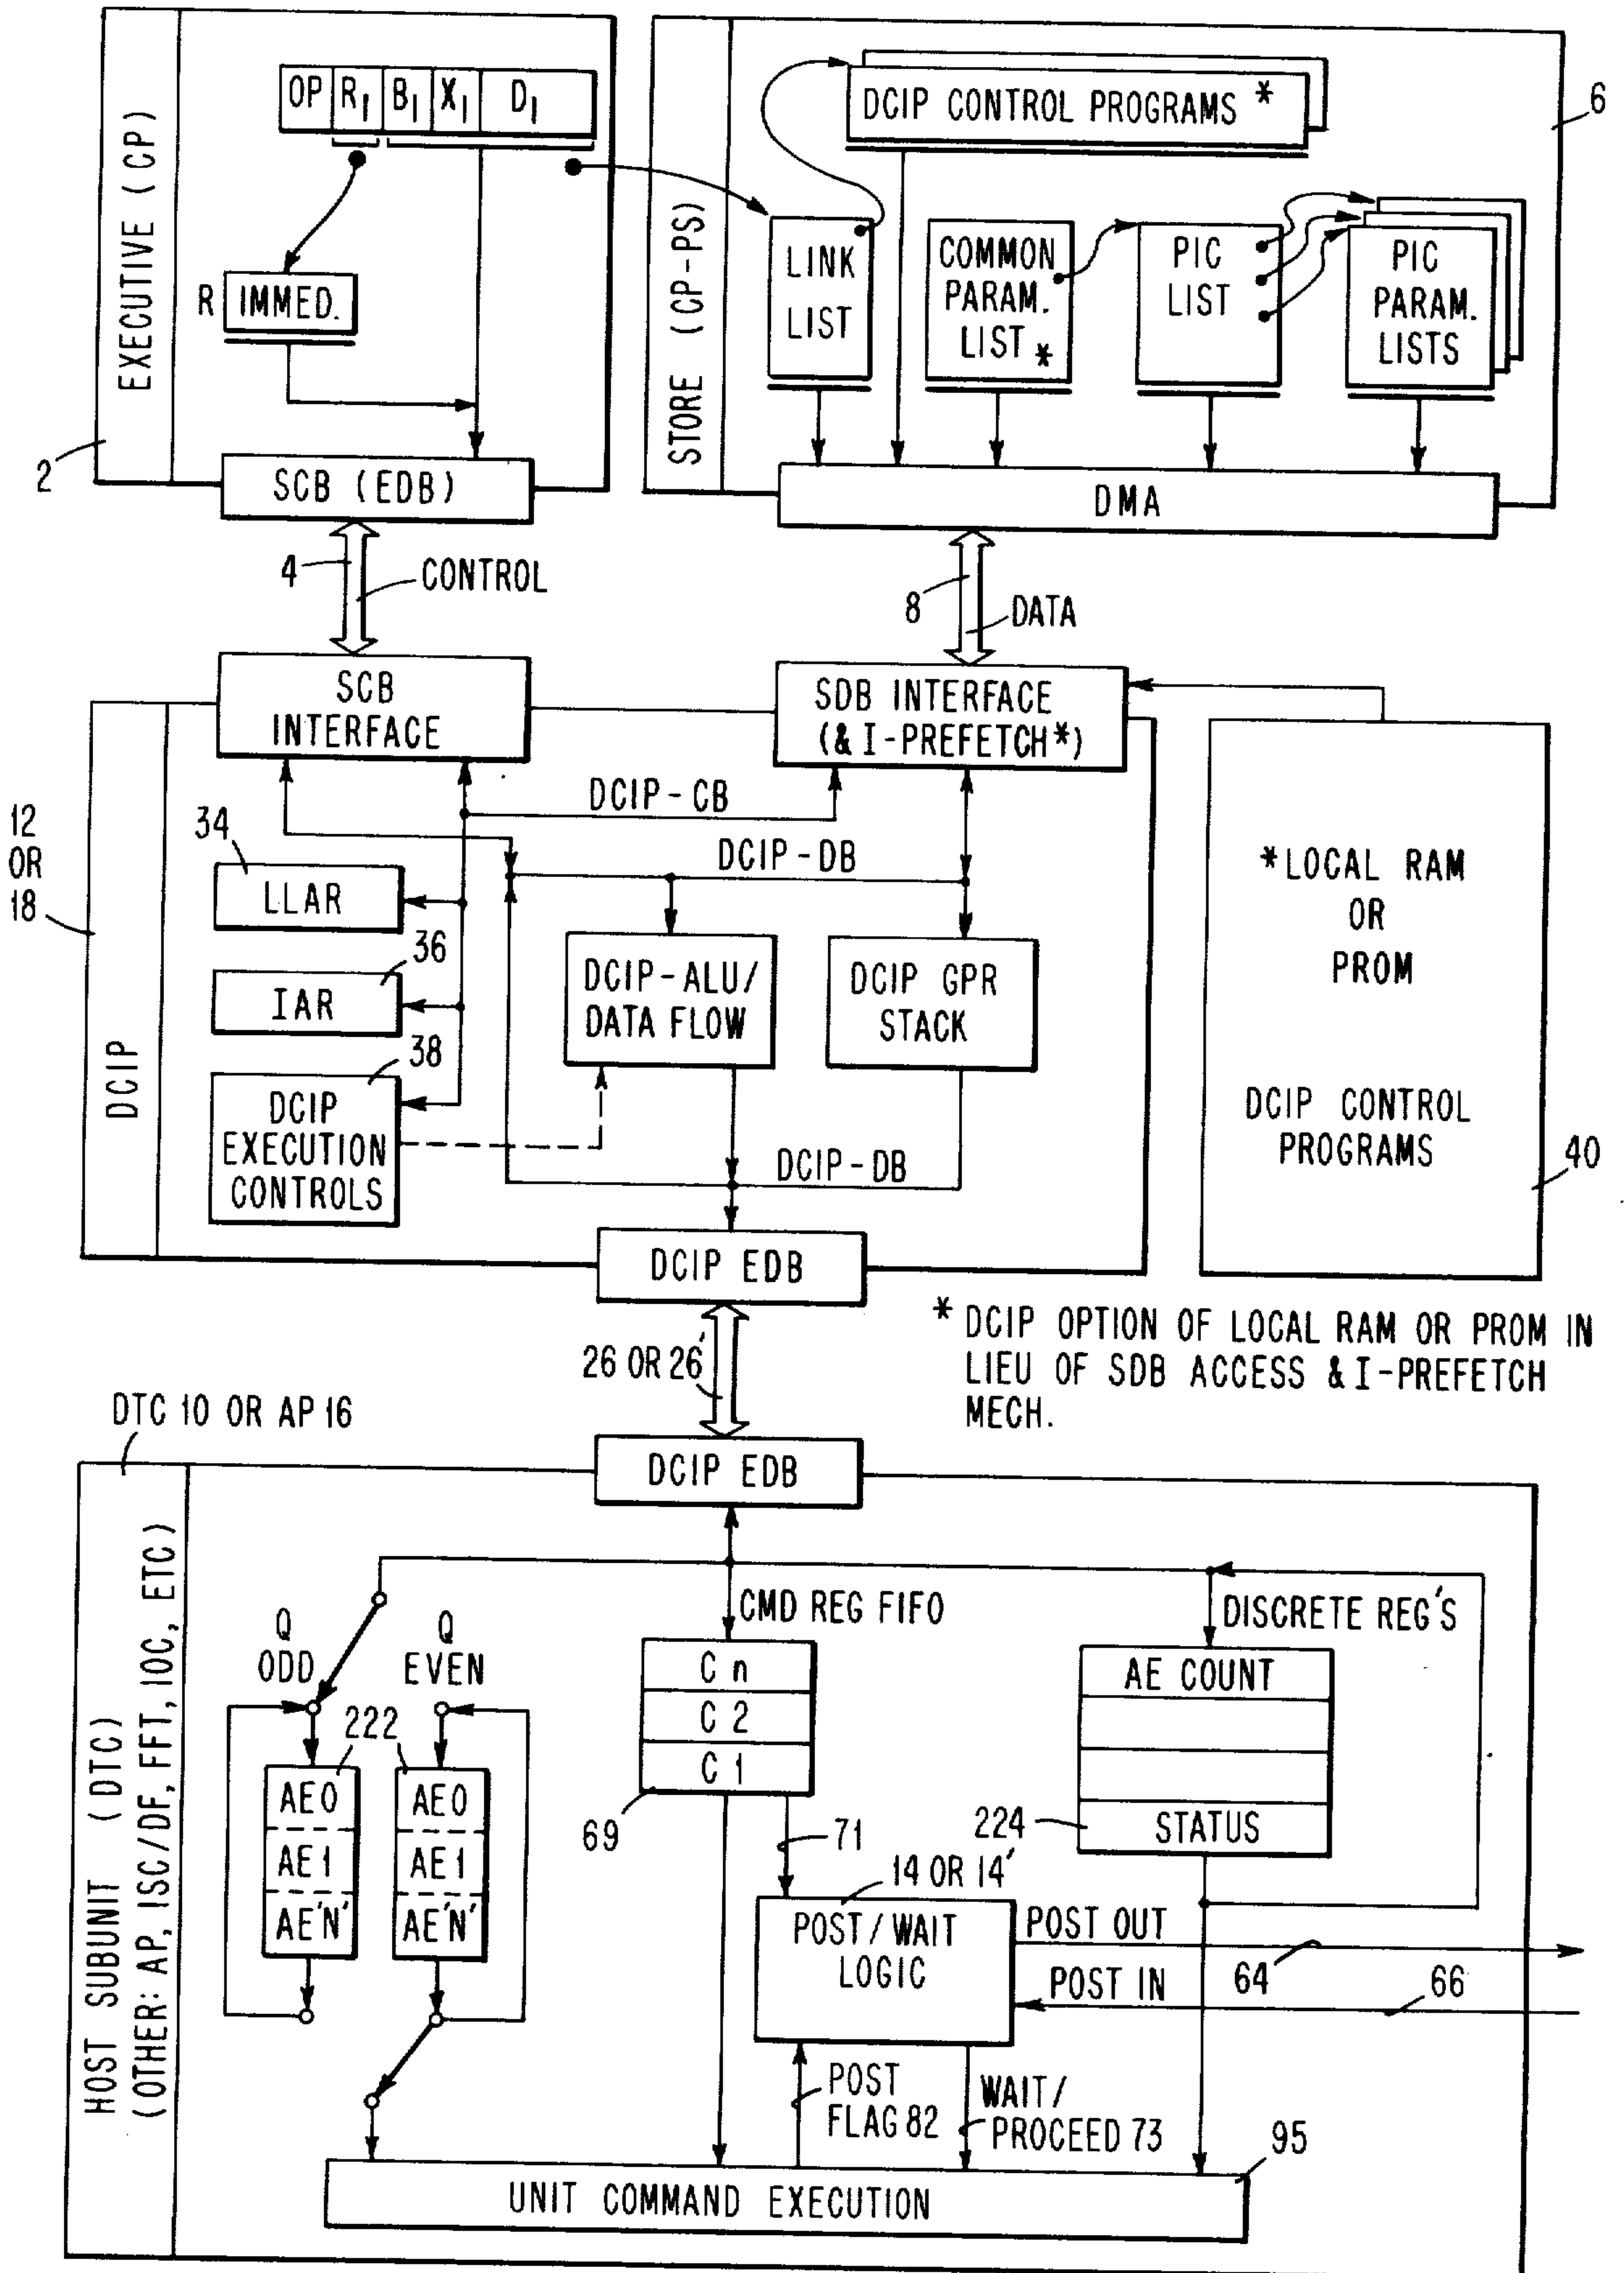 EXECUTIVE (CP)
OP R1 B1 X1 D1
R IMMED.
2
SCB (EDB)
STORE (CP-PS)
DCIP CONTROL PROGRAMS *
6
LINK
LIST
COMMON
PARAM.
LIST *
PIC
LIST
PIC
PARAM.
LISTS
DMA
4
CONTROL
8
DATA
SCB
INTERFACE
SDB INTERFACE
(& I-PREFETCH*)
12
OR
18
DCIP
DCIP-CB
DCIP-DB
34
LLAR
36
IAR
38
DCIP
EXECUTION
CONTROLS
DCIP-ALU/
DATA FLOW
DCIP GPR
STACK
DCIP-DB
DCIP EDB
*LOCAL RAM
OR
PROM
DCIP CONTROL
PROGRAMS
40
26 OR 26'
* DCIP OPTION OF LOCAL RAM OR PROM IN
LIEU OF SDB ACCESS & I-PREFETCH
MECH.
DTC 10 OR AP 16
DCIP EDB
HOST SUBUNIT (DTC)
(OTHER: AP, ISC/DF, FFT, IOC, ETC)
Q
ODD
Q
EVEN
222
AE0
AE1
AE'N'
AE0
AE1
AE'N'
CMD REG FIFO
C n
C 2
C 1
69
71
DISCRETE REG'S
AE COUNT
STATUS
224
14 OR 14'
POST/WAIT
LOGIC
POST OUT
64
POST IN
66
POST
FLAG 82
WAIT/
PROCEED 73
95
UNIT COMMAND EXECUTION